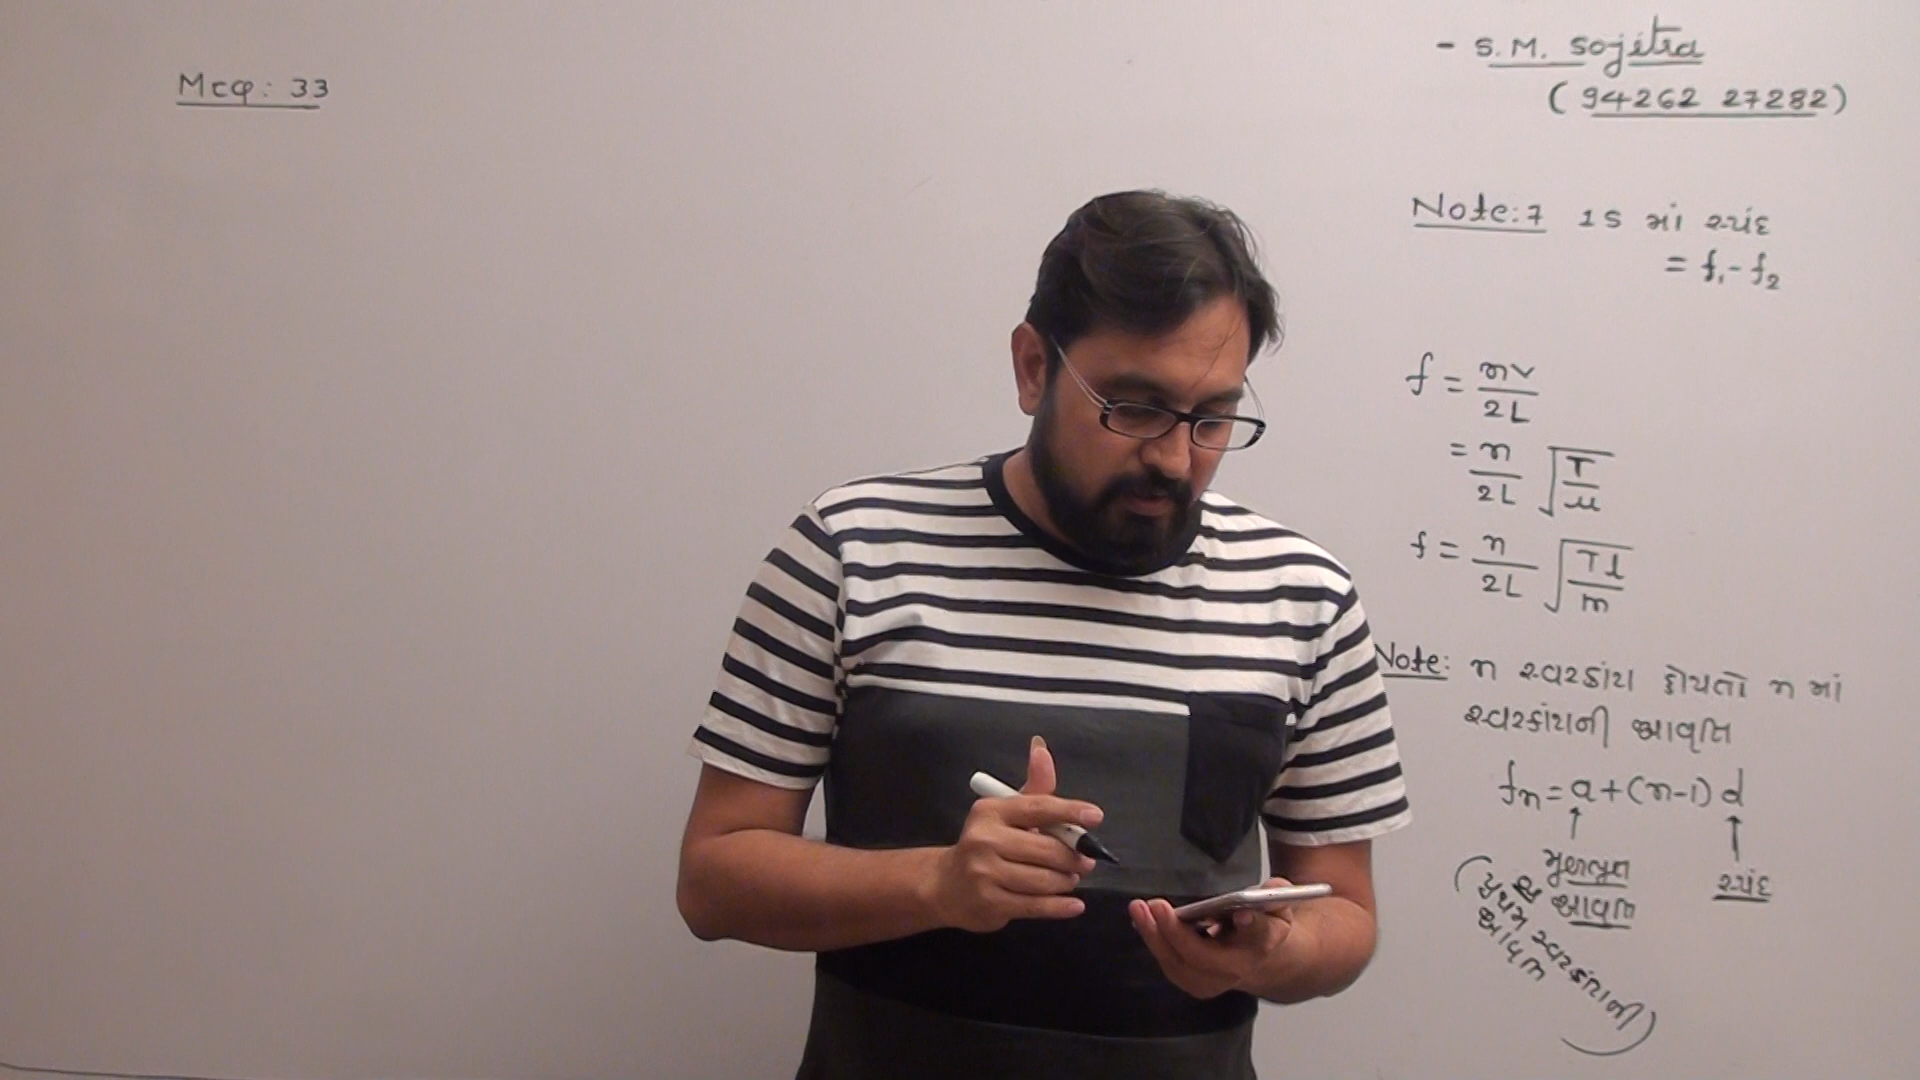 Mcq: 33
- S. M. Sojitra
( 94262 27282 )
Note: 7 1s માં સ્પંદ
= f₁ - f₂
f = nv / 2L
= n / 2L √(T / μ)
f = n / 2L √(Tl / m)
Note: n સ્વરકાંટા હોયતો n માં
સ્વરકાંટાની આવૃતિ
fn = a + (n-1) d
↑ ↑
મુળભૂત
આવૃતિ
સ્પંદ
( પ્રથમ સ્વરકાંટાની )
આવૃતિ